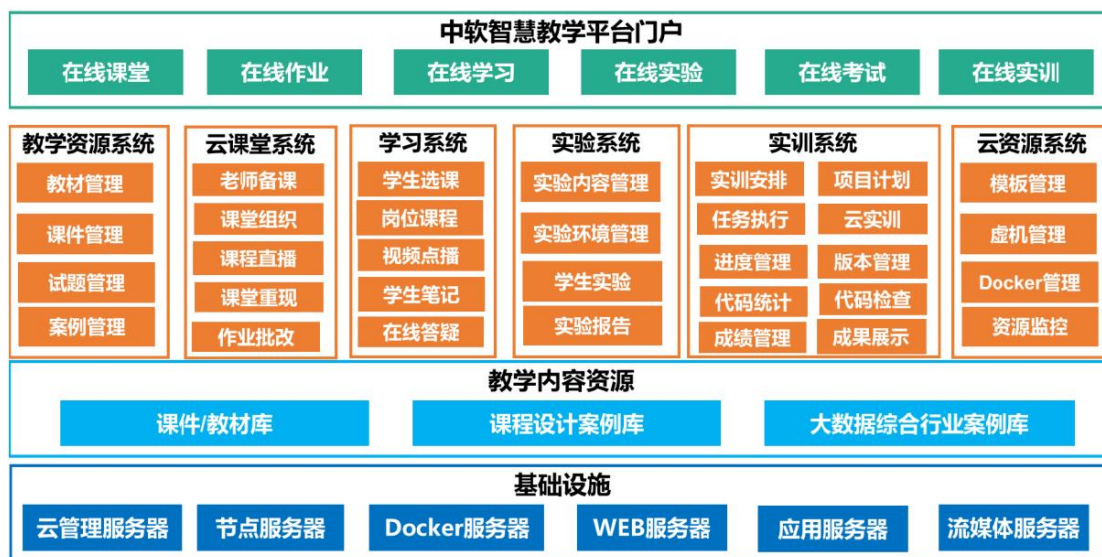 中软智慧教学平台门户
在线课堂 在线作业 在线学习 在线实验 在线考试 在线实训
教学资源系统
教材管理
课件管理
试题管理
案例管理
云课堂系统
老师备课
课堂组织
课程直播
课堂重现
作业批改
学习系统
学生选课
岗位课程
视频点播
学生笔记
在线答疑
实验系统
实验内容管理
实验环境管理
学生实验
实验报告
实训系统
实训安排 项目计划
任务执行 云实训
进度管理 版本管理
代码统计 代码检查
成绩管理 成果展示
云资源系统
模板管理
虚机管理
Docker管理
资源监控
教学内容资源
课件/教材库 课程设计案例库 大数据综合行业案例库
基础设施
云管理服务器 节点服务器 Docker服务器 WEB服务器 应用服务器 流媒体服务器